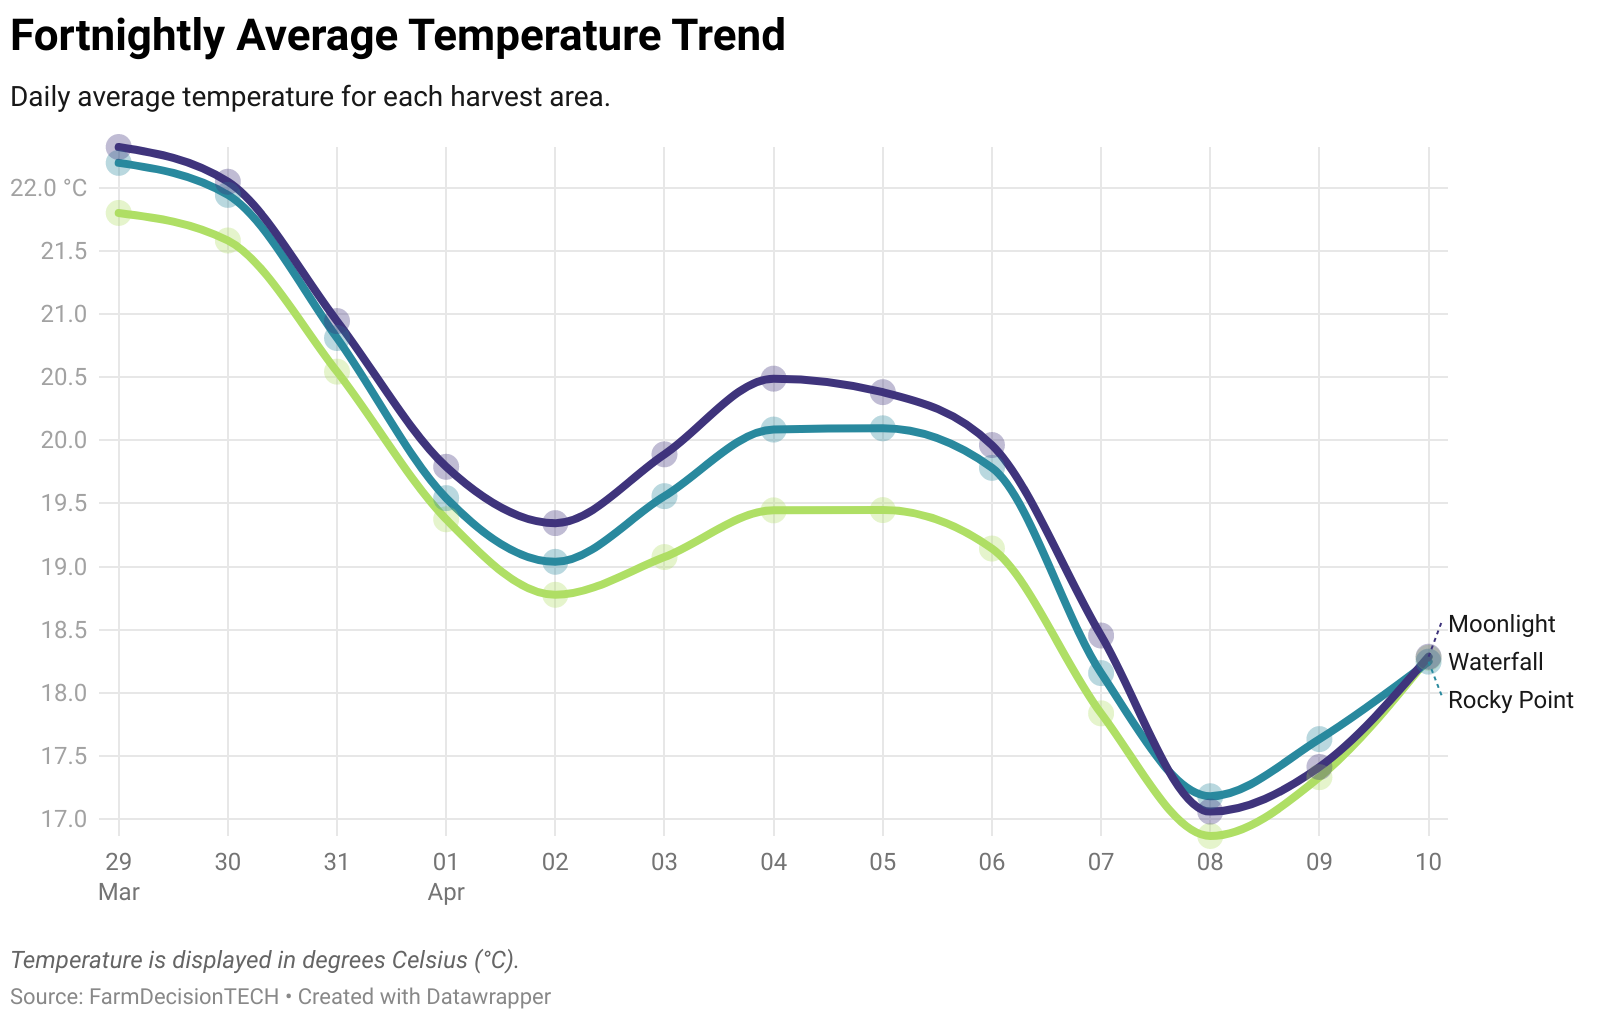 Fortnightly Average Temperature Trend
Daily average temperature for each harvest area.
22.0 °C
21.5
21.0
20.5
20.0
19.5
19.0
18.5
18.0
17.5
17.0
29 30 31 01 02 03 04 05 06 07 08 09 10
Mar Apr
Moonlight
Waterfall
Rocky Point
Temperature is displayed in degrees Celsius (°C).
Source: FarmDecisionTECH • Created with Datawrapper